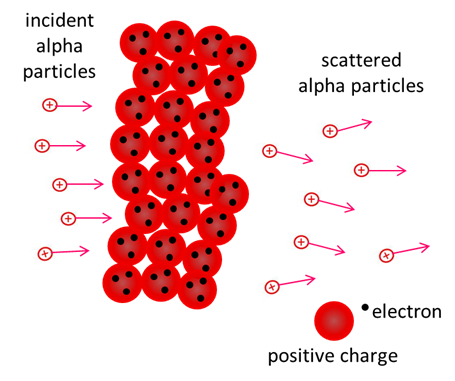 incident
alpha
particles
scattered
alpha particles
electron
positive charge